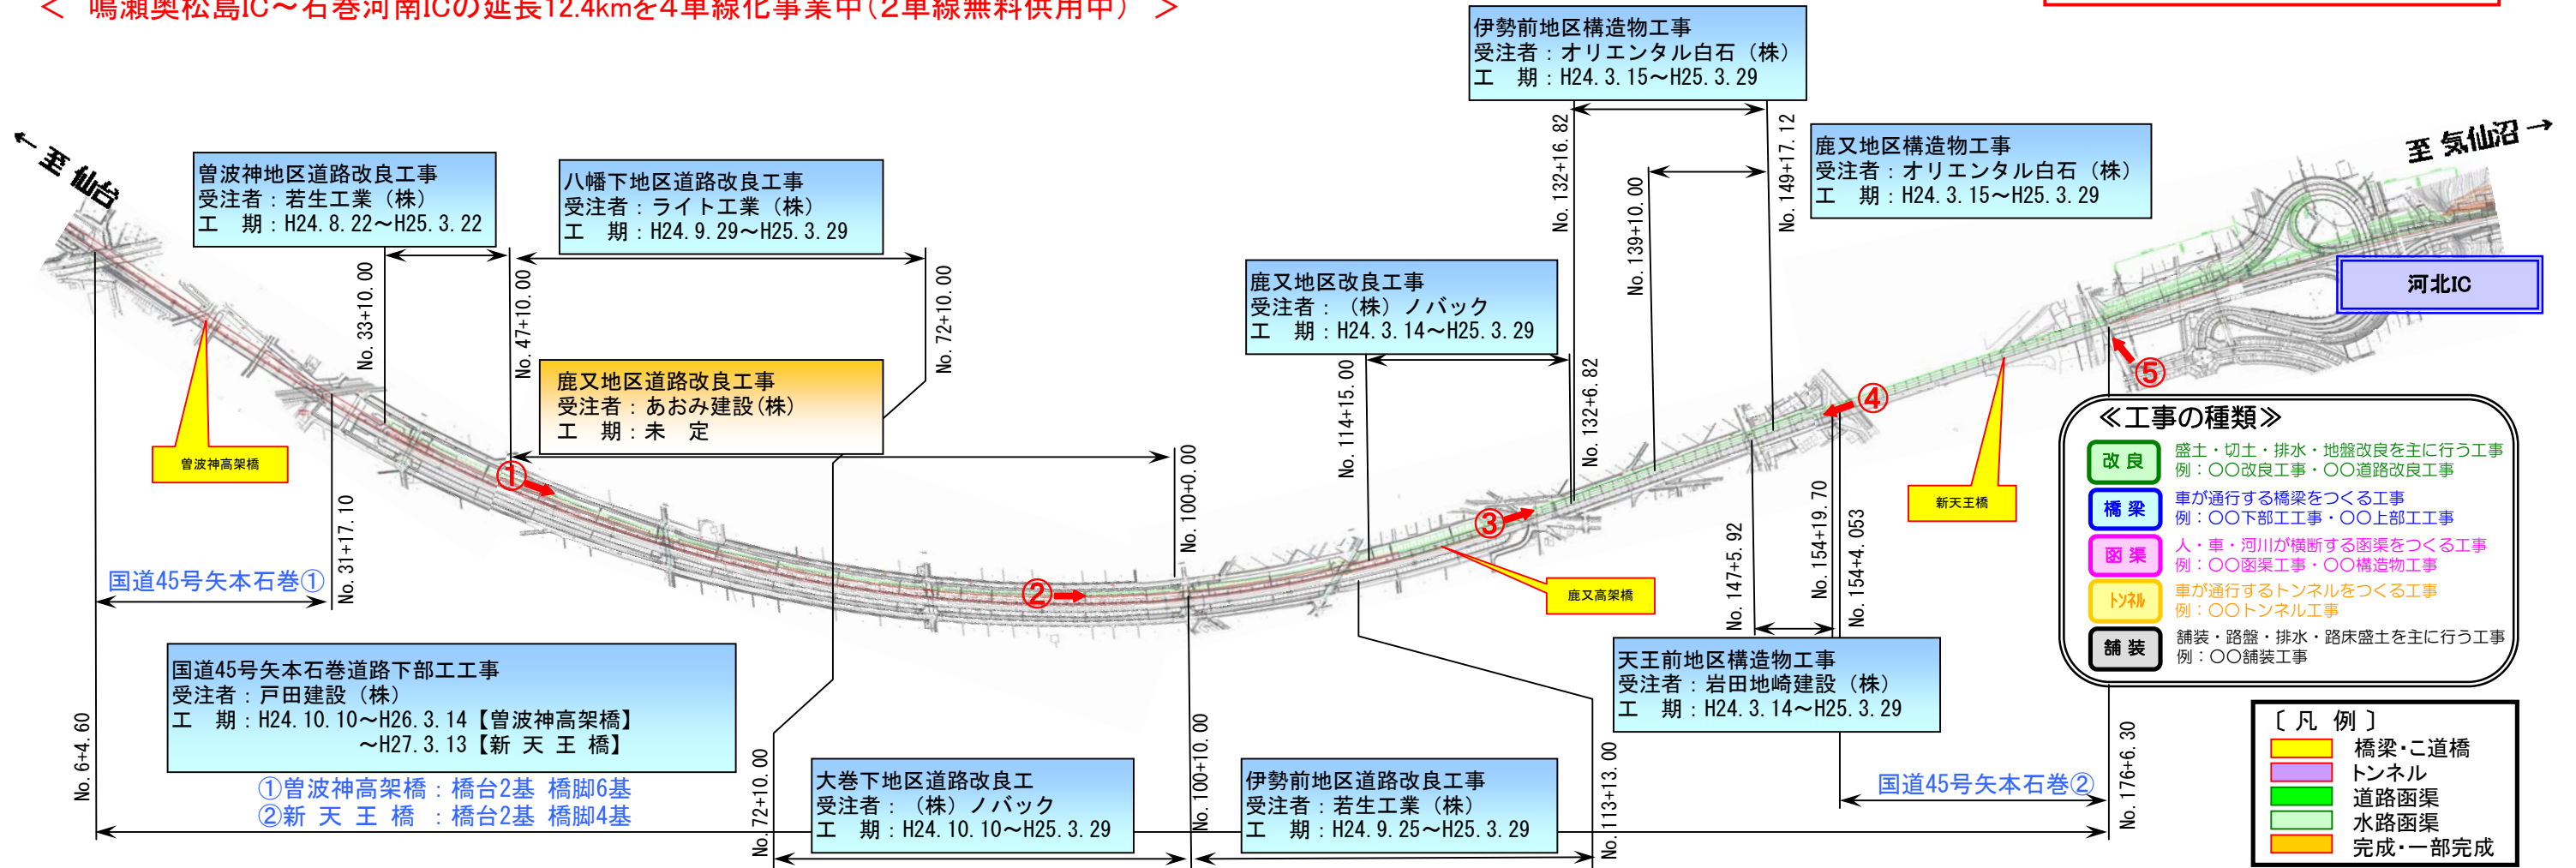 ＜ 鳴瀬奥松島IC～石巻河南ICの延長12.4kmを4車線化事業中(2車線無料供用中) ＞
←至 仙台
至 気仙沼→
伊勢前地区構造物工事
受注者：オリエンタル白石（株）
工　期：H24.3.15～H25.3.29
鹿又地区構造物工事
受注者：オリエンタル白石（株）
工　期：H24.3.15～H25.3.29
曽波神地区道路改良工事
受注者：若生工業（株）
工　期：H24.8.22～H25.3.22
八幡下地区道路改良工事
受注者：ライト工業（株）
工　期：H24.9.29～H25.3.29
鹿又地区改良工事
受注者：（株）ノバック
工　期：H24.3.14～H25.3.29
鹿又地区道路改良工事
受注者：あおみ建設(株)
工　期：未　定
河北IC
No.33+10.00
No.47+10.00
No.72+10.00
No.132+16.82
No.139+10.00
No.149+17.12
No.114+15.00
No.132+6.82
No.31+17.10
No.100+0.00
No.147+5.92
No.154+19.70
No.154+4.053
曽波神高架橋
鹿又高架橋
新天王橋
①
②
③
④
⑤
国道45号矢本石巻①
国道45号矢本石巻道路下部工工事
受注者：戸田建設（株）
工　期：H24.10.10～H26.3.14【曽波神高架橋】
～H27.3.13【新 天 王 橋】
①曽波神高架橋：橋台2基 橋脚6基
②新 天 王 橋 ：橋台2基 橋脚4基
No.6+4.60
No.72+10.00
大巻下地区道路改良工
受注者：（株）ノバック
工　期：H24.10.10～H25.3.29
No.100+10.00
伊勢前地区道路改良工事
受注者：若生工業（株）
工　期：H24.9.25～H25.3.29
No.113+13.00
天王前地区構造物工事
受注者：岩田地崎建設（株）
工　期：H24.3.14～H25.3.29
国道45号矢本石巻②
No.176+6.30
≪工事の種類≫
改良 盛土・切土・排水・地盤改良を主に行う工事
例：〇〇改良工事・〇〇道路改良工事
橋梁 車が通行する橋梁をつくる工事
例：〇〇下部工工事・〇〇上部工工事
函渠 人・車・河川が横断する函渠をつくる工事
例：〇〇函渠工事・〇〇構造物工事
トンネル 車が通行するトンネルをつくる工事
例：〇〇トンネル工事
舗装 舗装・路盤・排水・路床盛土を主に行う工事
例：〇〇舗装工事
〔 凡 例 〕
橋梁・こ道橋
トンネル
道路函渠
水路函渠
完成・一部完成